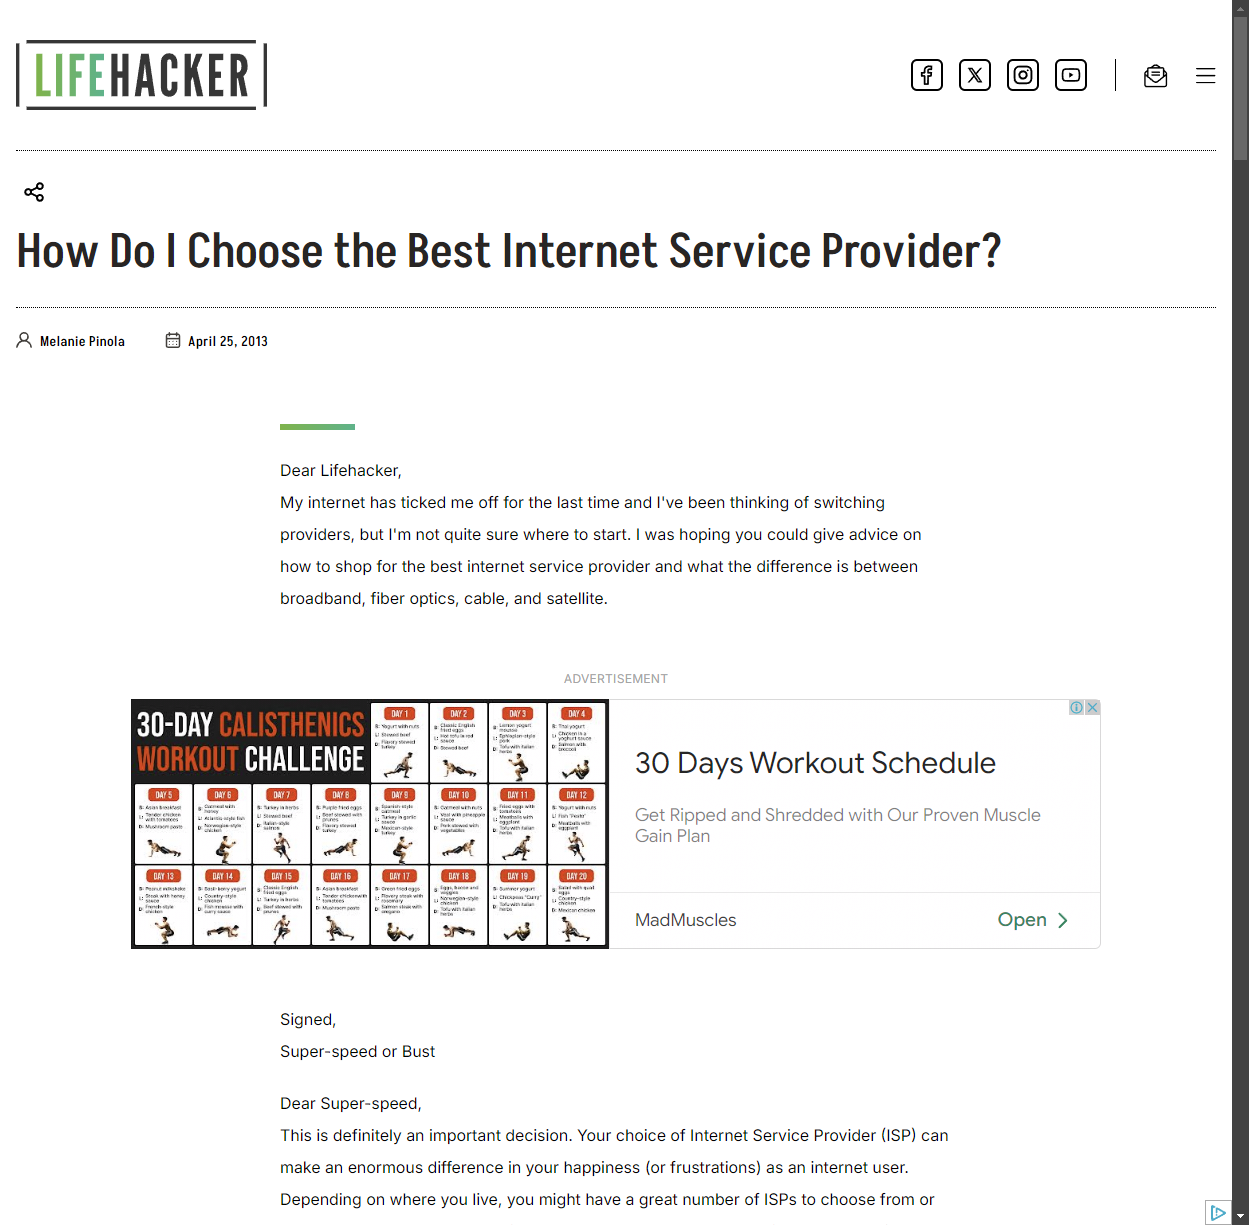 LIFEHACKER
How Do I Choose the Best Internet Service Provider?
Melanie Pinola
April 25, 2013
Dear Lifehacker,
My internet has ticked me off for the last time and I've been thinking of switching
providers, but I'm not quite sure where to start. I was hoping you could give advice on
how to shop for the best internet service provider and what the difference is between
broadband, fiber optics, cable, and satellite.
ADVERTISEMENT
30-DAY CALISTHENICS
WORKOUT CHALLENGE
DAY 1
DAY 2
DAY 3
DAY 4
DAY 5
DAY 6
DAY 7
DAY 8
DAY 9
DAY 10
DAY 11
DAY 12
DAY 13
DAY 14
DAY 15
DAY 16
DAY 17
DAY 18
DAY 19
DAY 20
30 Days Workout Schedule
Get Ripped and Shredded with Our Proven Muscle
Gain Plan
MadMuscles
Open
Signed,
Super-speed or Bust
Dear Super-speed,
This is definitely an important decision. Your choice of Internet Service Provider (ISP) can
make an enormous difference in your happiness (or frustrations) as an internet user.
Depending on where you live, you might have a great number of ISPs to choose from or